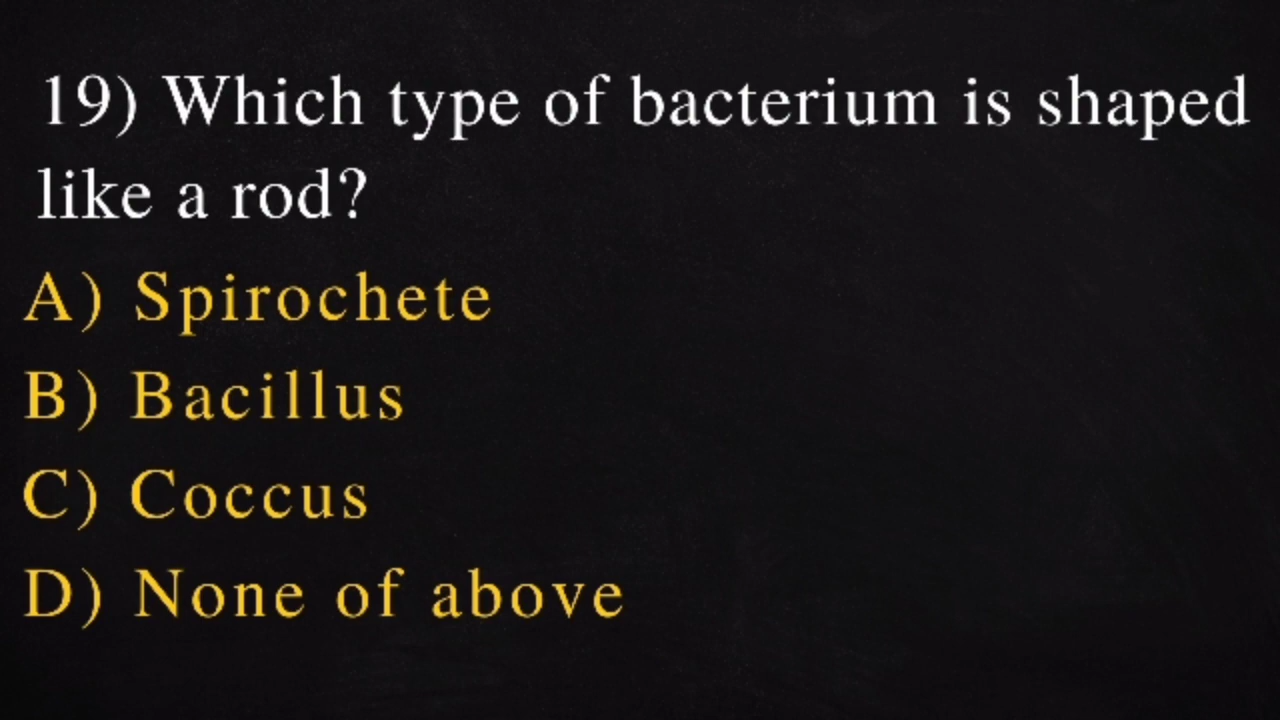 19) Which type of bacterium is shaped
like a rod?
A) Spirochete
B) Bacillus
C) Coccus
D) None of above